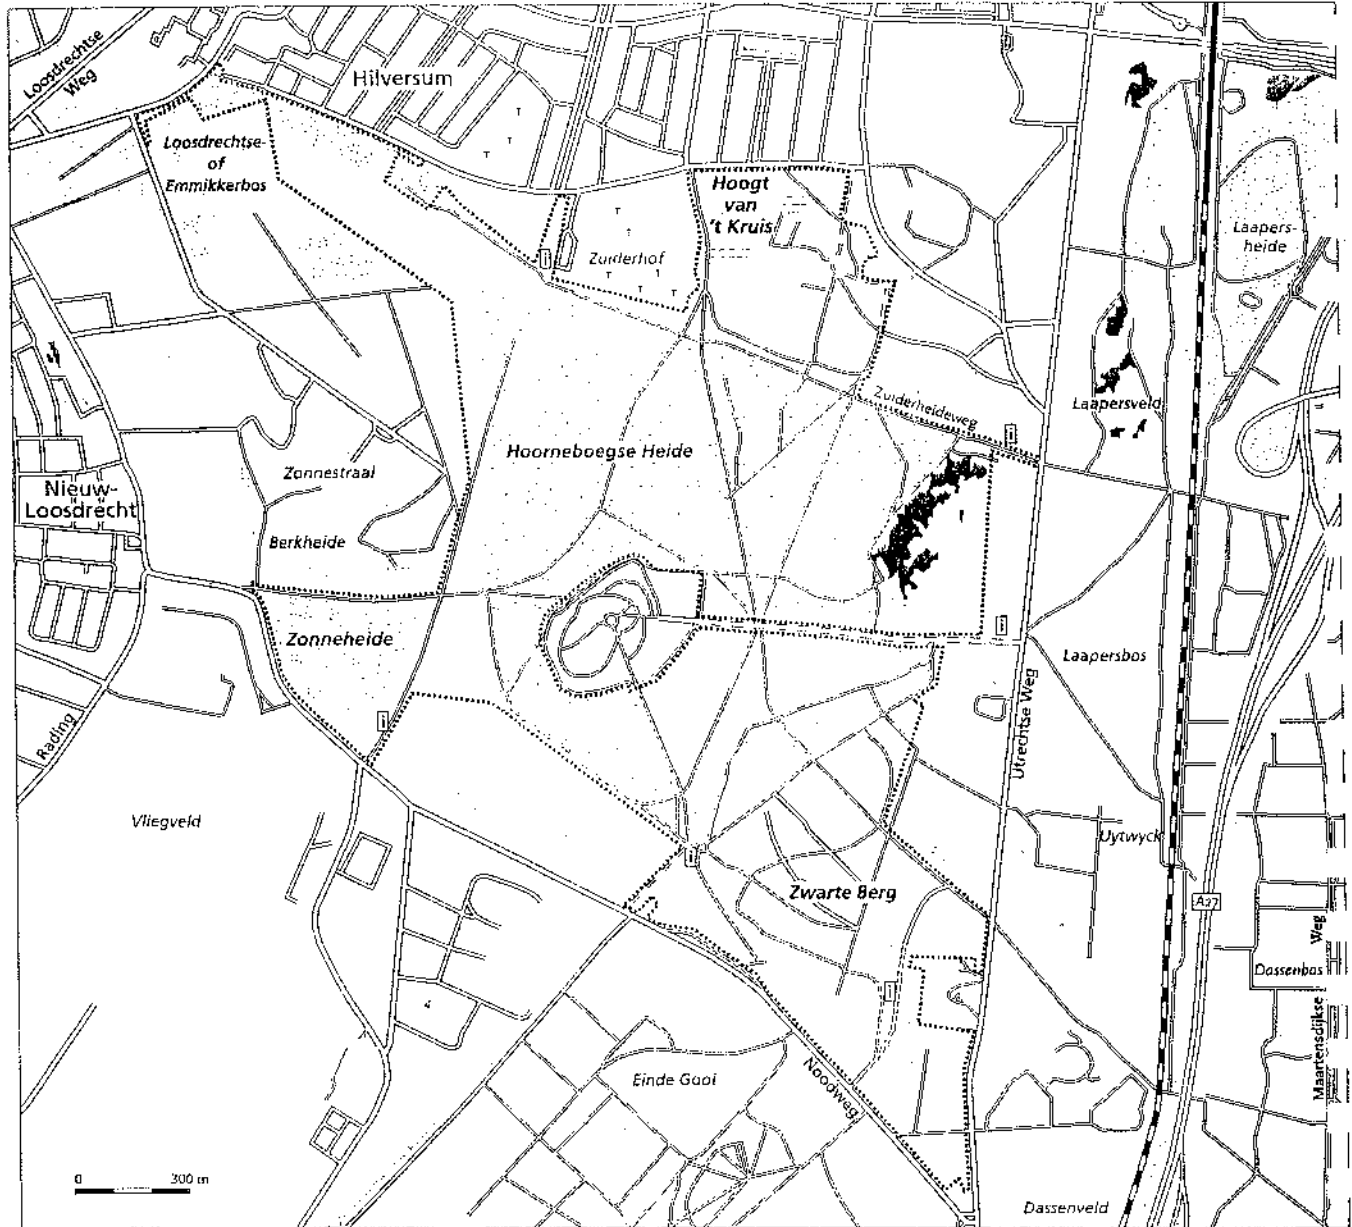 Loosdrechtse
Weg
Hilversum
Loosdrechtse-
of
Emmikkerbos
Hoogt
van
't Kruis
Zuiderhof
Laapers-
heide
Zuiderheideweg
Laapersveld
Hoorneboegse Heide
Zonnestraal
Nieuw-
Loosdrecht
Berkheide
Zonneheide
Laapersbos
Utrechtse Weg
Rading
Vliegveld
Uytwyck
Zwarte Berg
A27
Maartensdijkse Weg
Dassenbos
Einde Gooi
Noodweg
0 300 m
Dassenveld